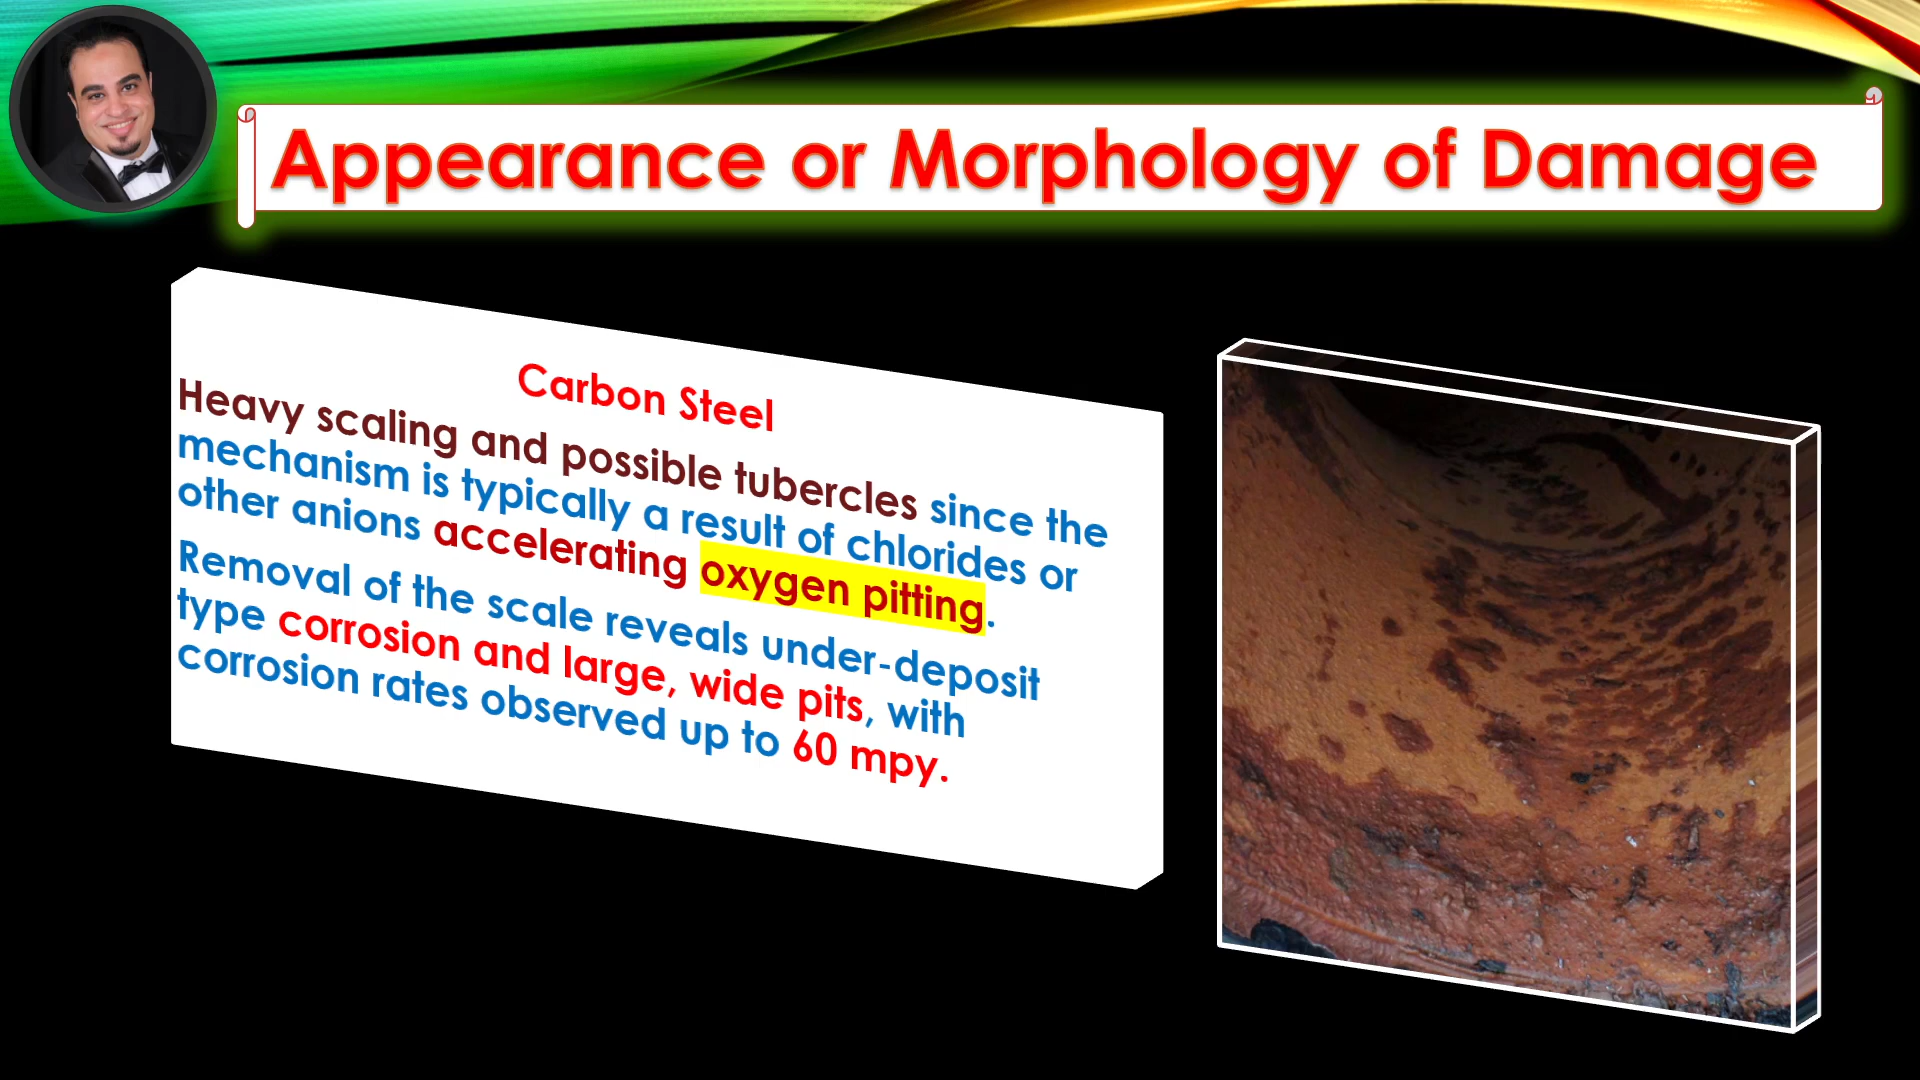 Appearance or Morphology of Damage
Carbon Steel
Heavy scaling and possible tubercles since the
mechanism is typically a result of chlorides or
other anions accelerating oxygen pitting.
Removal of the scale reveals under-deposit
type corrosion and large, wide pits, with
corrosion rates observed up to 60 mpy.